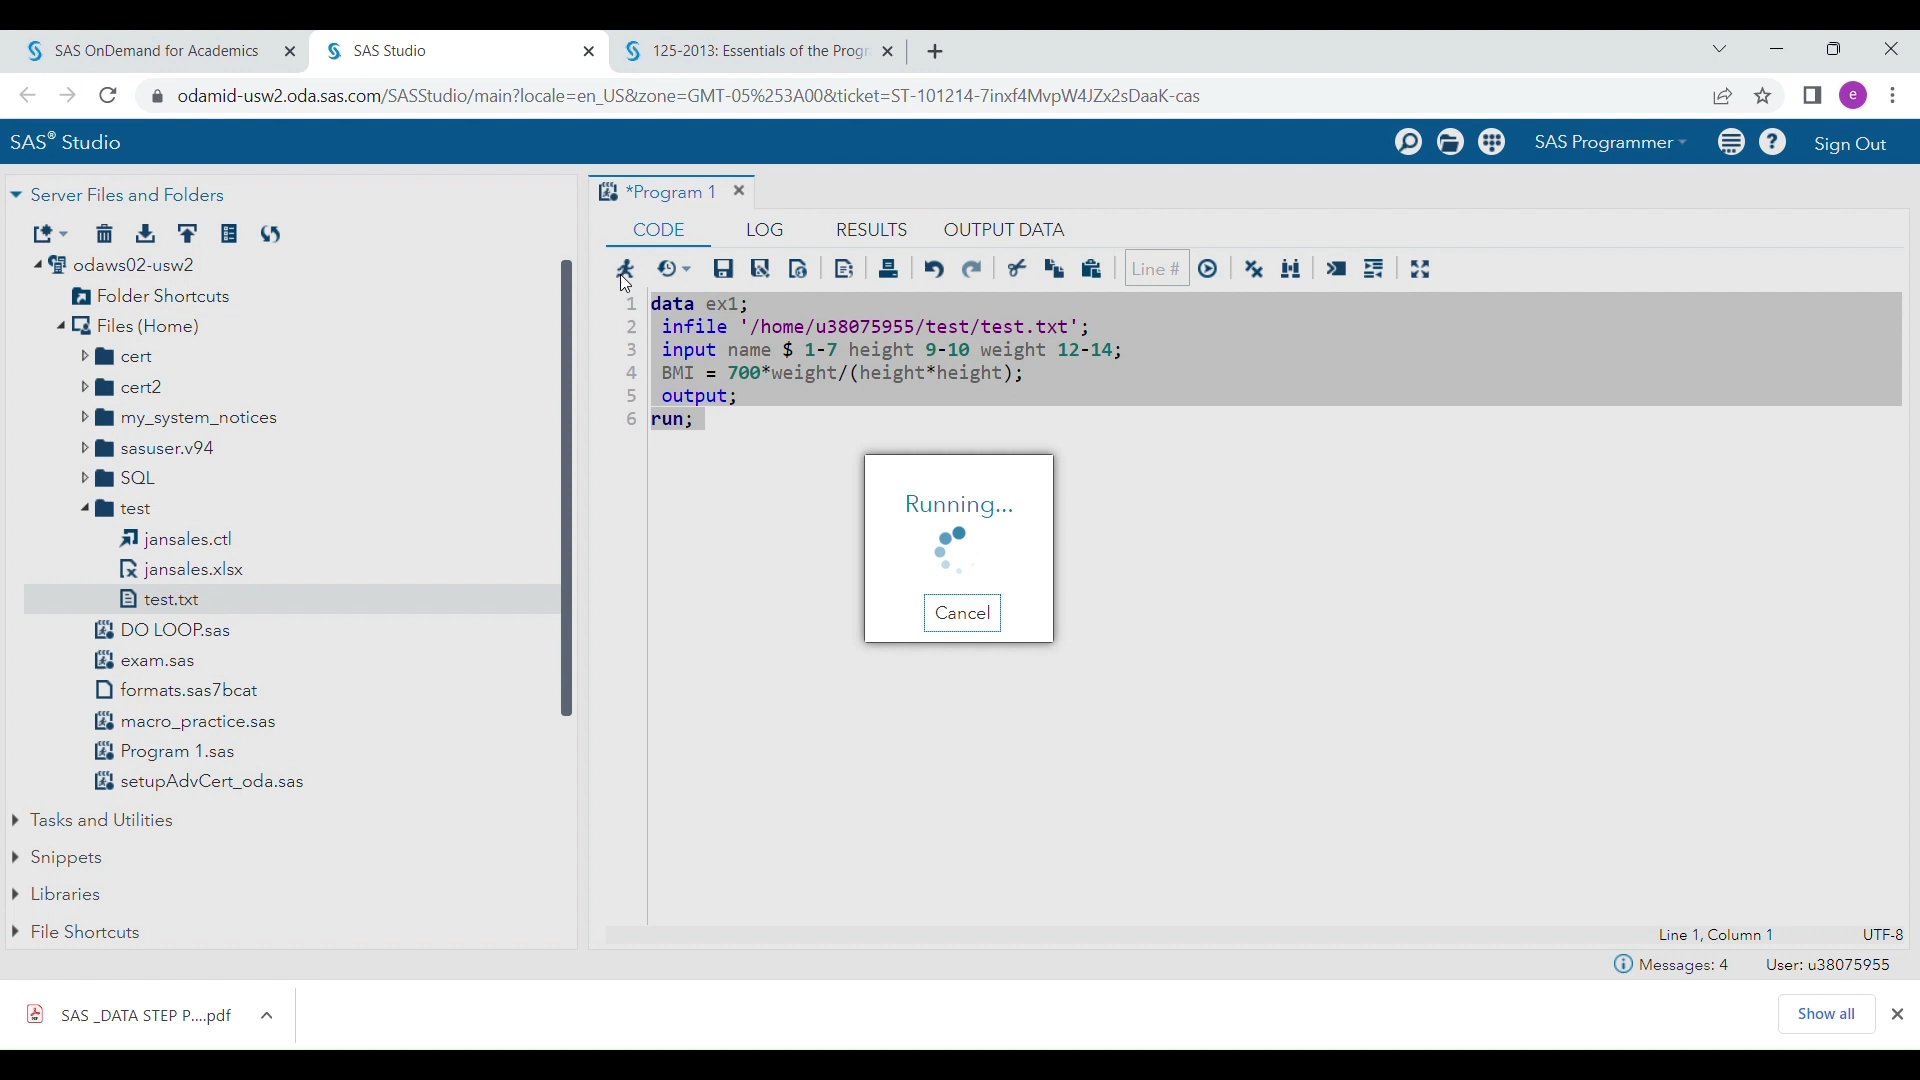 SAS OnDemand for Academics
SAS Studio
125-2013: Essentials of the Progr
odamid-usw2.oda.sas.com/SASStudio/main?locale=en_US&zone=GMT-05%253A00&ticket=ST-101214-7inxf4MvpW4JZx2sDaaK-cas
e
SAS® Studio
SAS Programmer
Sign Out
Server Files and Folders
odaws02-usw2
Folder Shortcuts
Files (Home)
cert
cert2
my_system_notices
sasuser.v94
SQL
test
jansales.ctl
jansales.xlsx
test.txt
DO LOOP.sas
exam.sas
formats.sas7bcat
macro_practice.sas
Program 1.sas
setupAdvCert_oda.sas
Tasks and Utilities
Snippets
Libraries
File Shortcuts
*Program 1
CODE LOG RESULTS OUTPUT DATA
Line #
1 data ex1;
2 infile '/home/u38075955/test/test.txt';
3 input name $ 1-7 height 9-10 weight 12-14;
4 BMI = 700*weight/(height*height);
5 output;
6 run;
Running...
Cancel
Line 1, Column 1 UTF-8
Messages: 4 User: u38075955
SAS _DATA STEP P....pdf
Show all